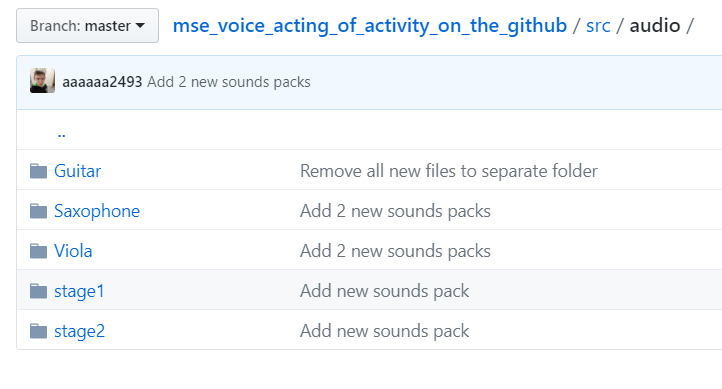 Branch: master mse_voice_acting_of_activity_on_the_github / src / audio /
aaaaaa2493 Add 2 new sounds packs
..
Guitar Remove all new files to separate folder
Saxophone Add 2 new sounds packs
Viola Add 2 new sounds packs
stage1 Add new sounds pack
stage2 Add new sounds pack